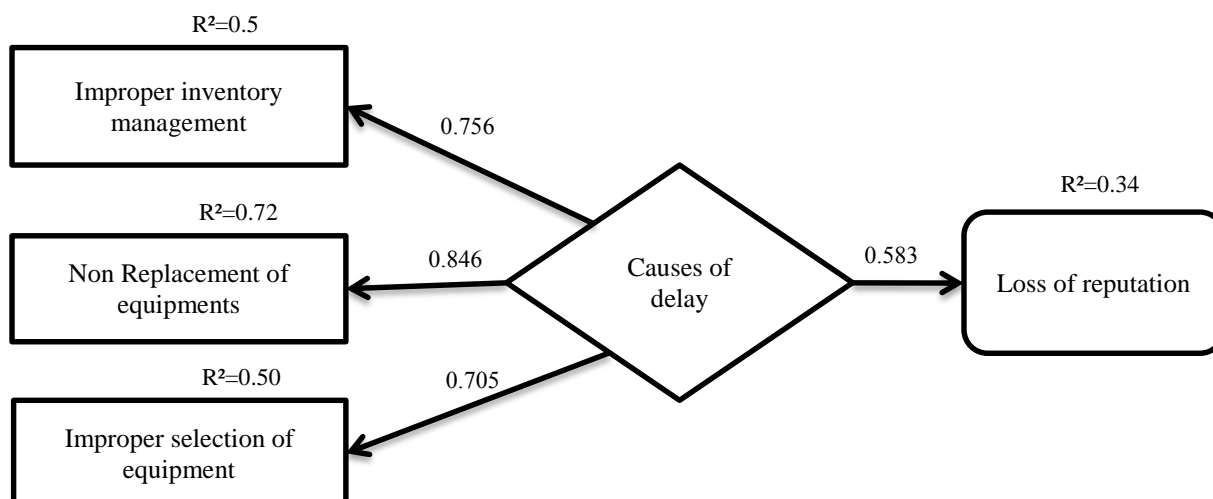 R²=0.5
Improper inventory
management
0.756
R²=0.72
Non Replacement of
equipments
0.846
R²=0.50
Improper selection of
equipment
0.705
Causes of
delay
0.583
R²=0.34
Loss of reputation